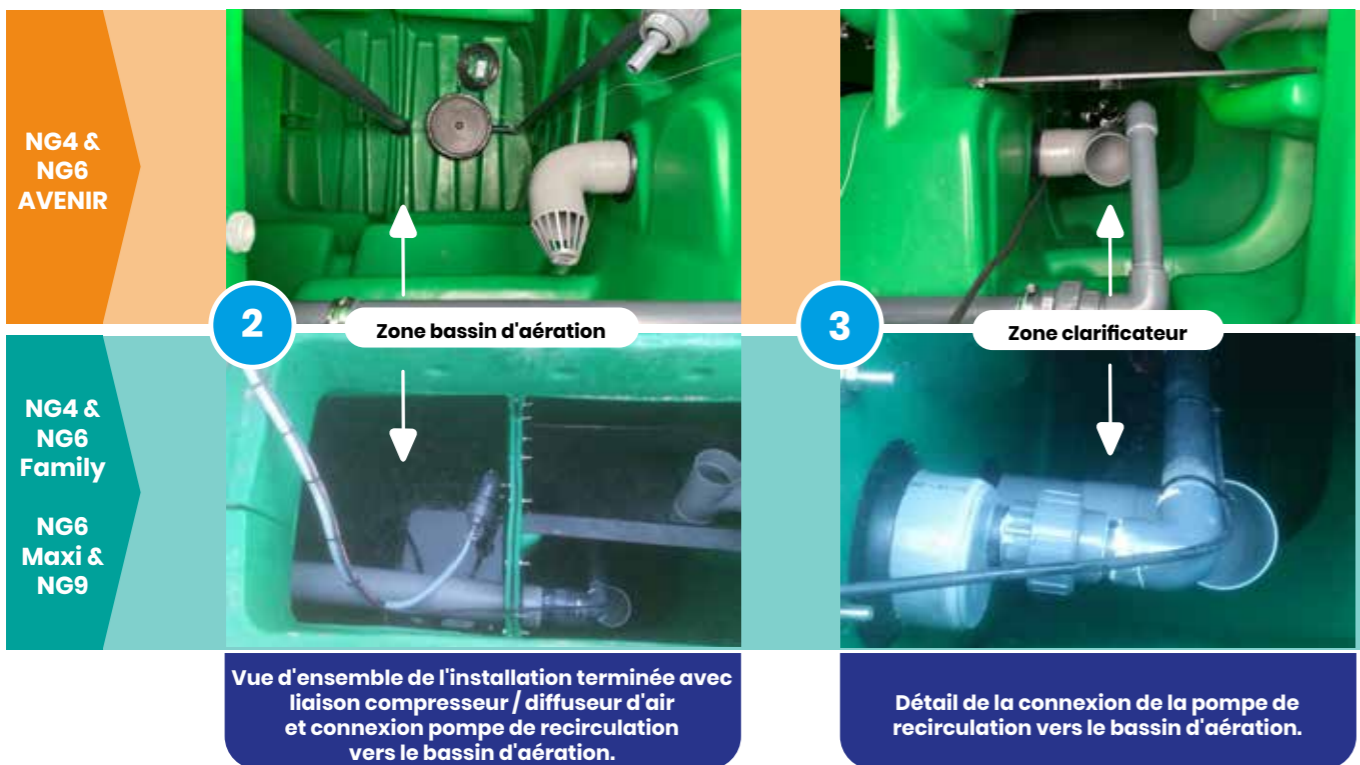 NG4 &
NG6
AVENIR
2
Zone bassin d'aération
3
Zone clarificateur
NG4 &
NG6
Family
NG6
Maxi &
NG9
Vue d'ensemble de l'installation terminée avec
liaison compresseur / diffuseur d'air
et connexion pompe de recirculation
vers le bassin d'aération.
Détail de la connexion de la pompe de
recirculation vers le bassin d'aération.